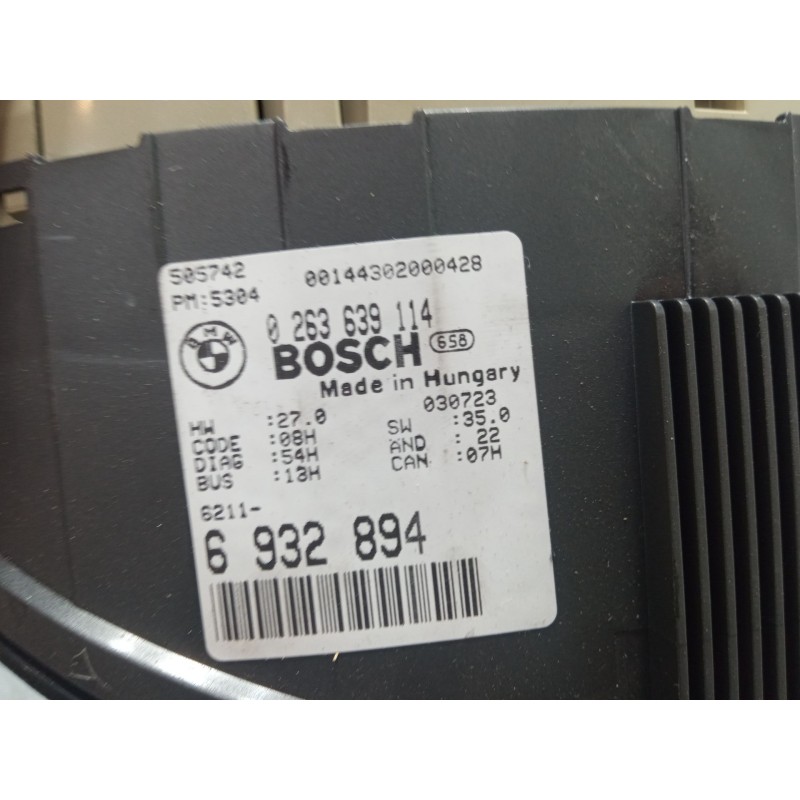 505742 00144302000428
PM:5304
BMW
0 263 639 114
BOSCH 658
Made in Hungary
030723
HW :27.0 SW :35.0
CODE :08H AND : 22
DIAG :54H CAN :07H
BUS :13H
6211-
6 932 894